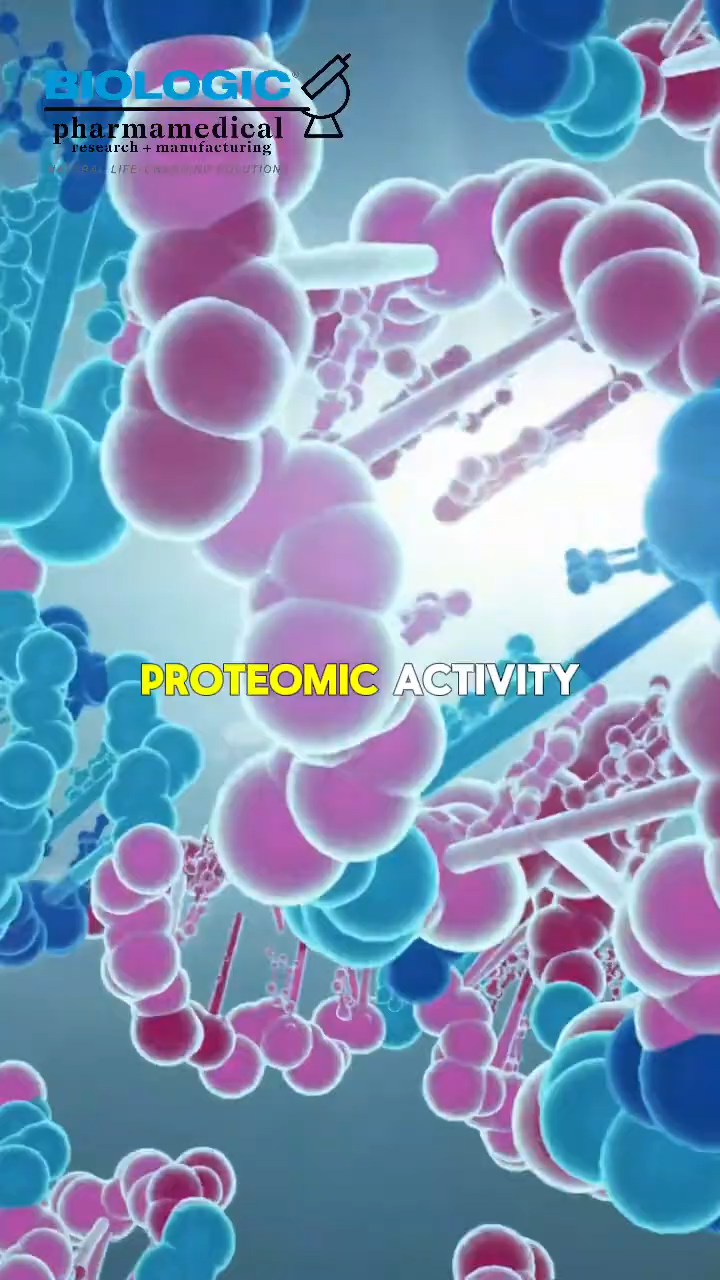 BIOLOGIC®
pharmamedical
research + manufacturing
PROTEOMIC ACTIVITY